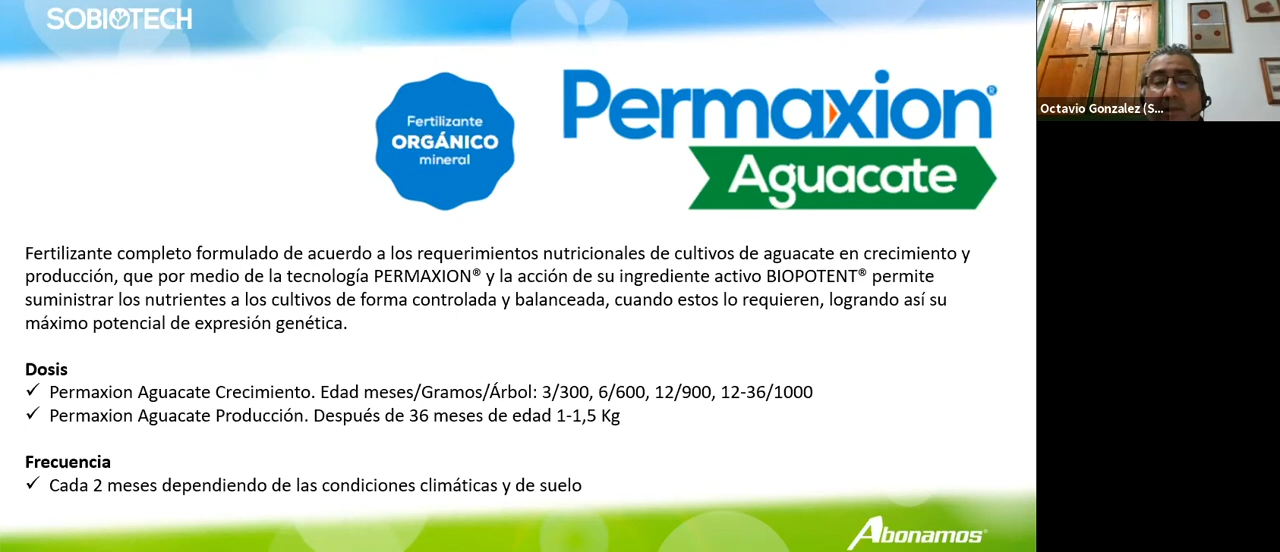 SOBIOTECH
Fertilizante
ORGÁNICO
mineral
Permaxion®
Aguacate
Octavio Gonzalez (S...
Fertilizante completo formulado de acuerdo a los requerimientos nutricionales de cultivos de aguacate en crecimiento y
producción, que por medio de la tecnología PERMAXION® y la acción de su ingrediente activo BIOPOTENT® permite
suministrar los nutrientes a los cultivos de forma controlada y balanceada, cuando estos lo requieren, logrando así su
máximo potencial de expresión genética.
Dosis
✓ Permaxion Aguacate Crecimiento. Edad meses/Gramos/Árbol: 3/300, 6/600, 12/900, 12-36/1000
✓ Permaxion Aguacate Producción. Después de 36 meses de edad 1-1,5 Kg
Frecuencia
✓ Cada 2 meses dependiendo de las condiciones climáticas y de suelo
Abonamos®